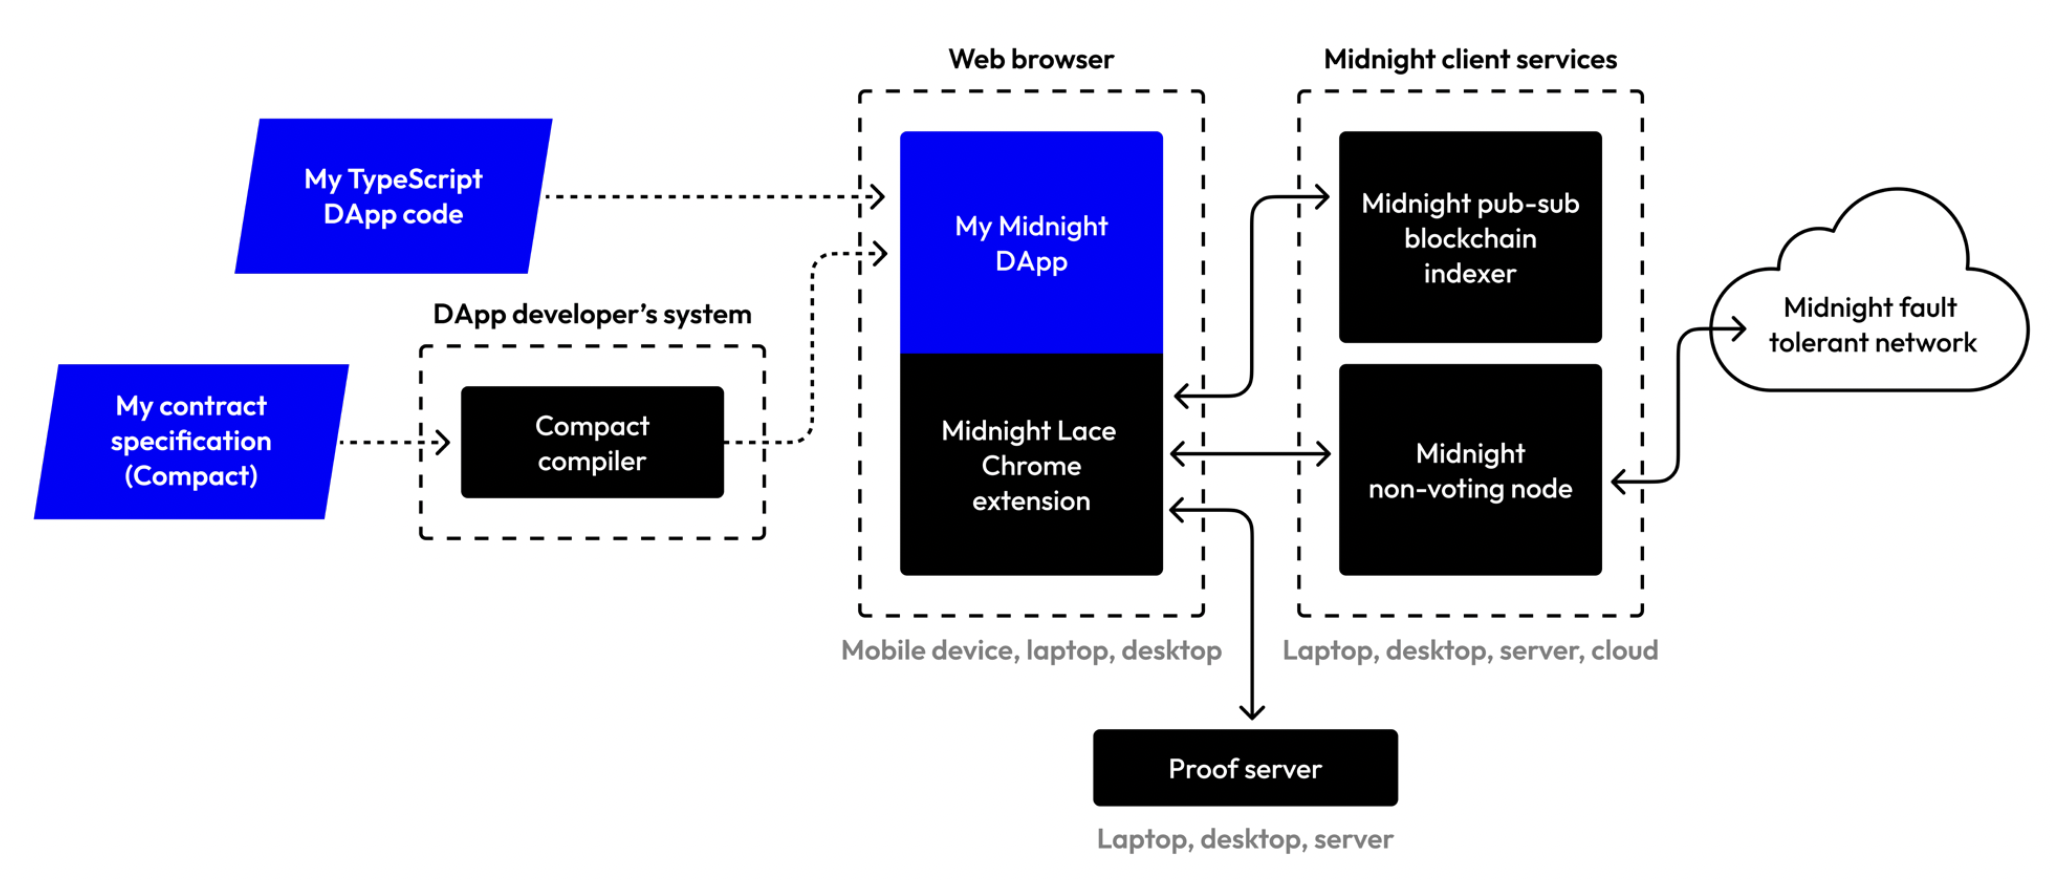 Web browser
Midnight client services
My TypeScript
DApp code
My Midnight
DApp
Midnight pub-sub
blockchain
indexer
DApp developer’s system
Midnight fault
tolerant network
My contract
specification
(Compact)
Compact
compiler
Midnight Lace
Chrome
extension
Midnight
non-voting node
Mobile device, laptop, desktop
Laptop, desktop, server, cloud
Proof server
Laptop, desktop, server